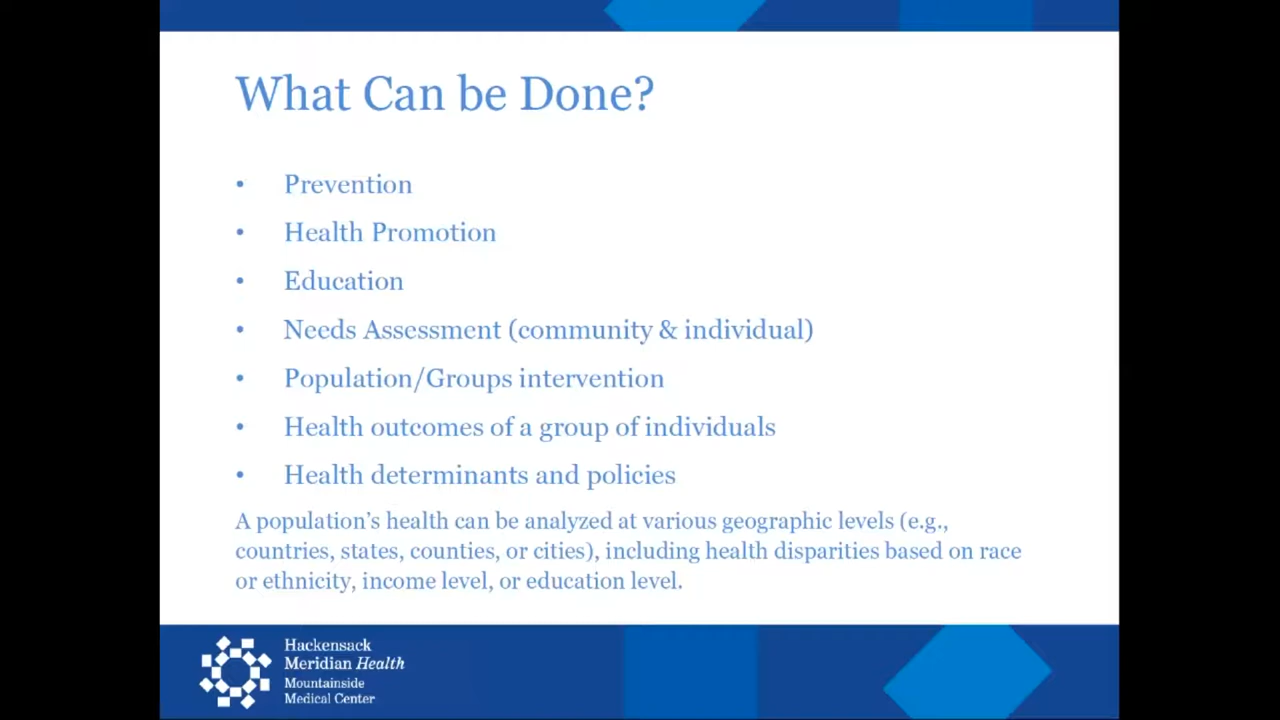 What Can be Done?
• Prevention
• Health Promotion
• Education
• Needs Assessment (community & individual)
• Population/Groups intervention
• Health outcomes of a group of individuals
• Health determinants and policies
A population’s health can be analyzed at various geographic levels (e.g.,
countries, states, counties, or cities), including health disparities based on race
or ethnicity, income level, or education level.
Hackensack
Meridian Health
Mountainside
Medical Center